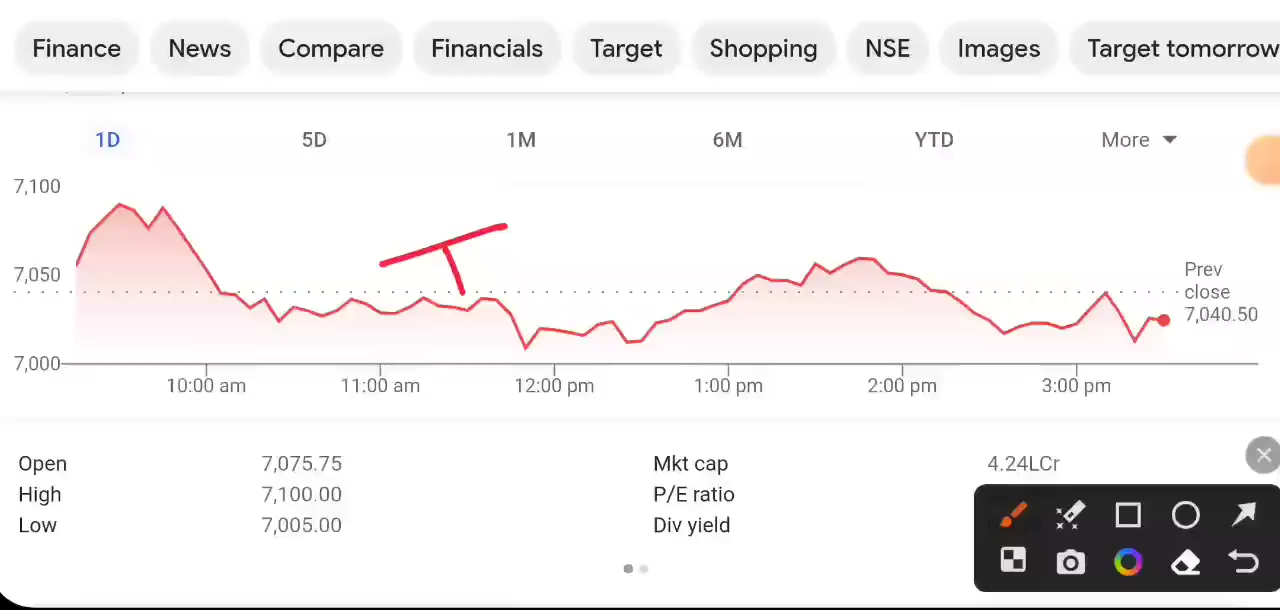 Finance News Compare Financials Target Shopping NSE Images Target tomorrow
1D 5D 1M 6M YTD More
7,100
7,050
7,000
Prev
close
7,040.50
10:00 am 11:00 am 12:00 pm 1:00 pm 2:00 pm 3:00 pm
Open 7,075.75 Mkt cap 4.24LCr
High 7,100.00 P/E ratio
Low 7,005.00 Div yield